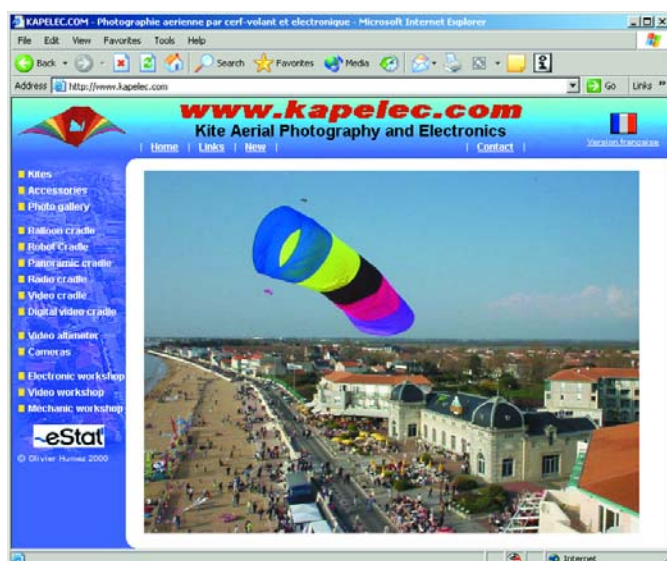 KAPELEC.COM - Photographie aerienne par cerf-volant et electronique - Microsoft Internet Explorer
File Edit View Favorites Tools Help
Back Search Favorites Media
Address http://www.kapelec.com Go Links »
www.kapelec.com
Kite Aerial Photography and Electronics
| Home | Links | New | | Contact |
Version française
Kites
Accessories
Photo gallery
Balloon cradle
Robot Cradle
Panoramic cradle
Radio cradle
Video cradle
Digital video cradle
Video altimeter
Cameras
Electronic workshop
Video workshop
Mechanic workshop
eStat
© Olivier Humez 2000
Internet